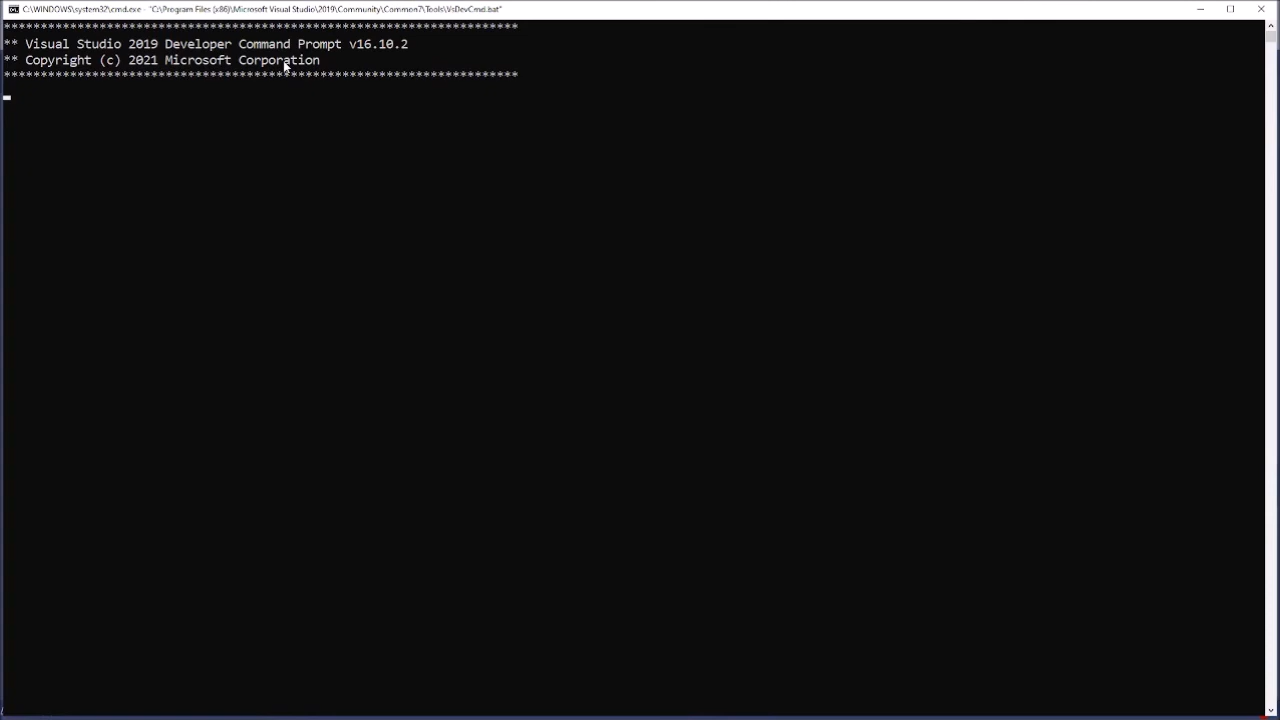 C:\WINDOWS\system32\cmd.exe - "C:\Program Files (x86)\Microsoft Visual Studio\2019\Community\Common7\Tools\VsDevCmd.bat"
**********************************************************************
** Visual Studio 2019 Developer Command Prompt v16.10.2
** Copyright (c) 2021 Microsoft Corporation
**********************************************************************